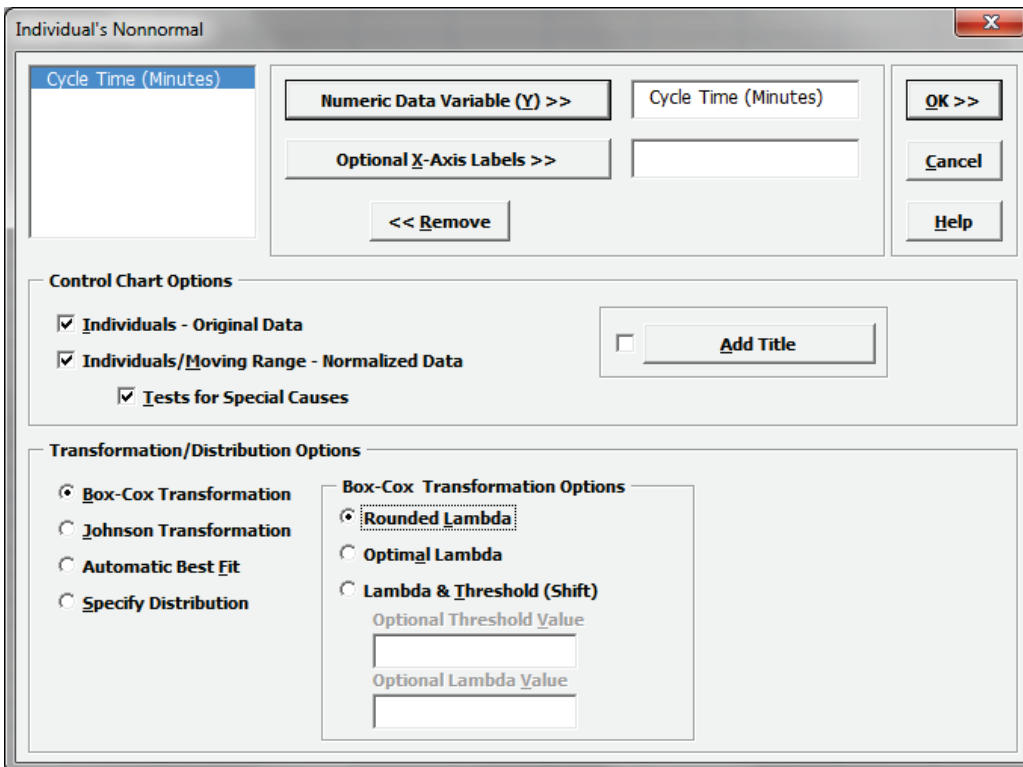 Individual's Nonnormal
Cycle Time (Minutes)
Numeric Data Variable (Y) >>
Cycle Time (Minutes)
OK >>
Optional X-Axis Labels >>
Cancel
<< Remove
Help
Control Chart Options
Individuals - Original Data
Individuals/Moving Range - Normalized Data
Tests for Special Causes
Add Title
Transformation/Distribution Options
Box-Cox Transformation
Johnson Transformation
Automatic Best Fit
Specify Distribution
Box-Cox Transformation Options
Rounded Lambda
Optimal Lambda
Lambda & Threshold (Shift)
Optional Threshold Value
Optional Lambda Value